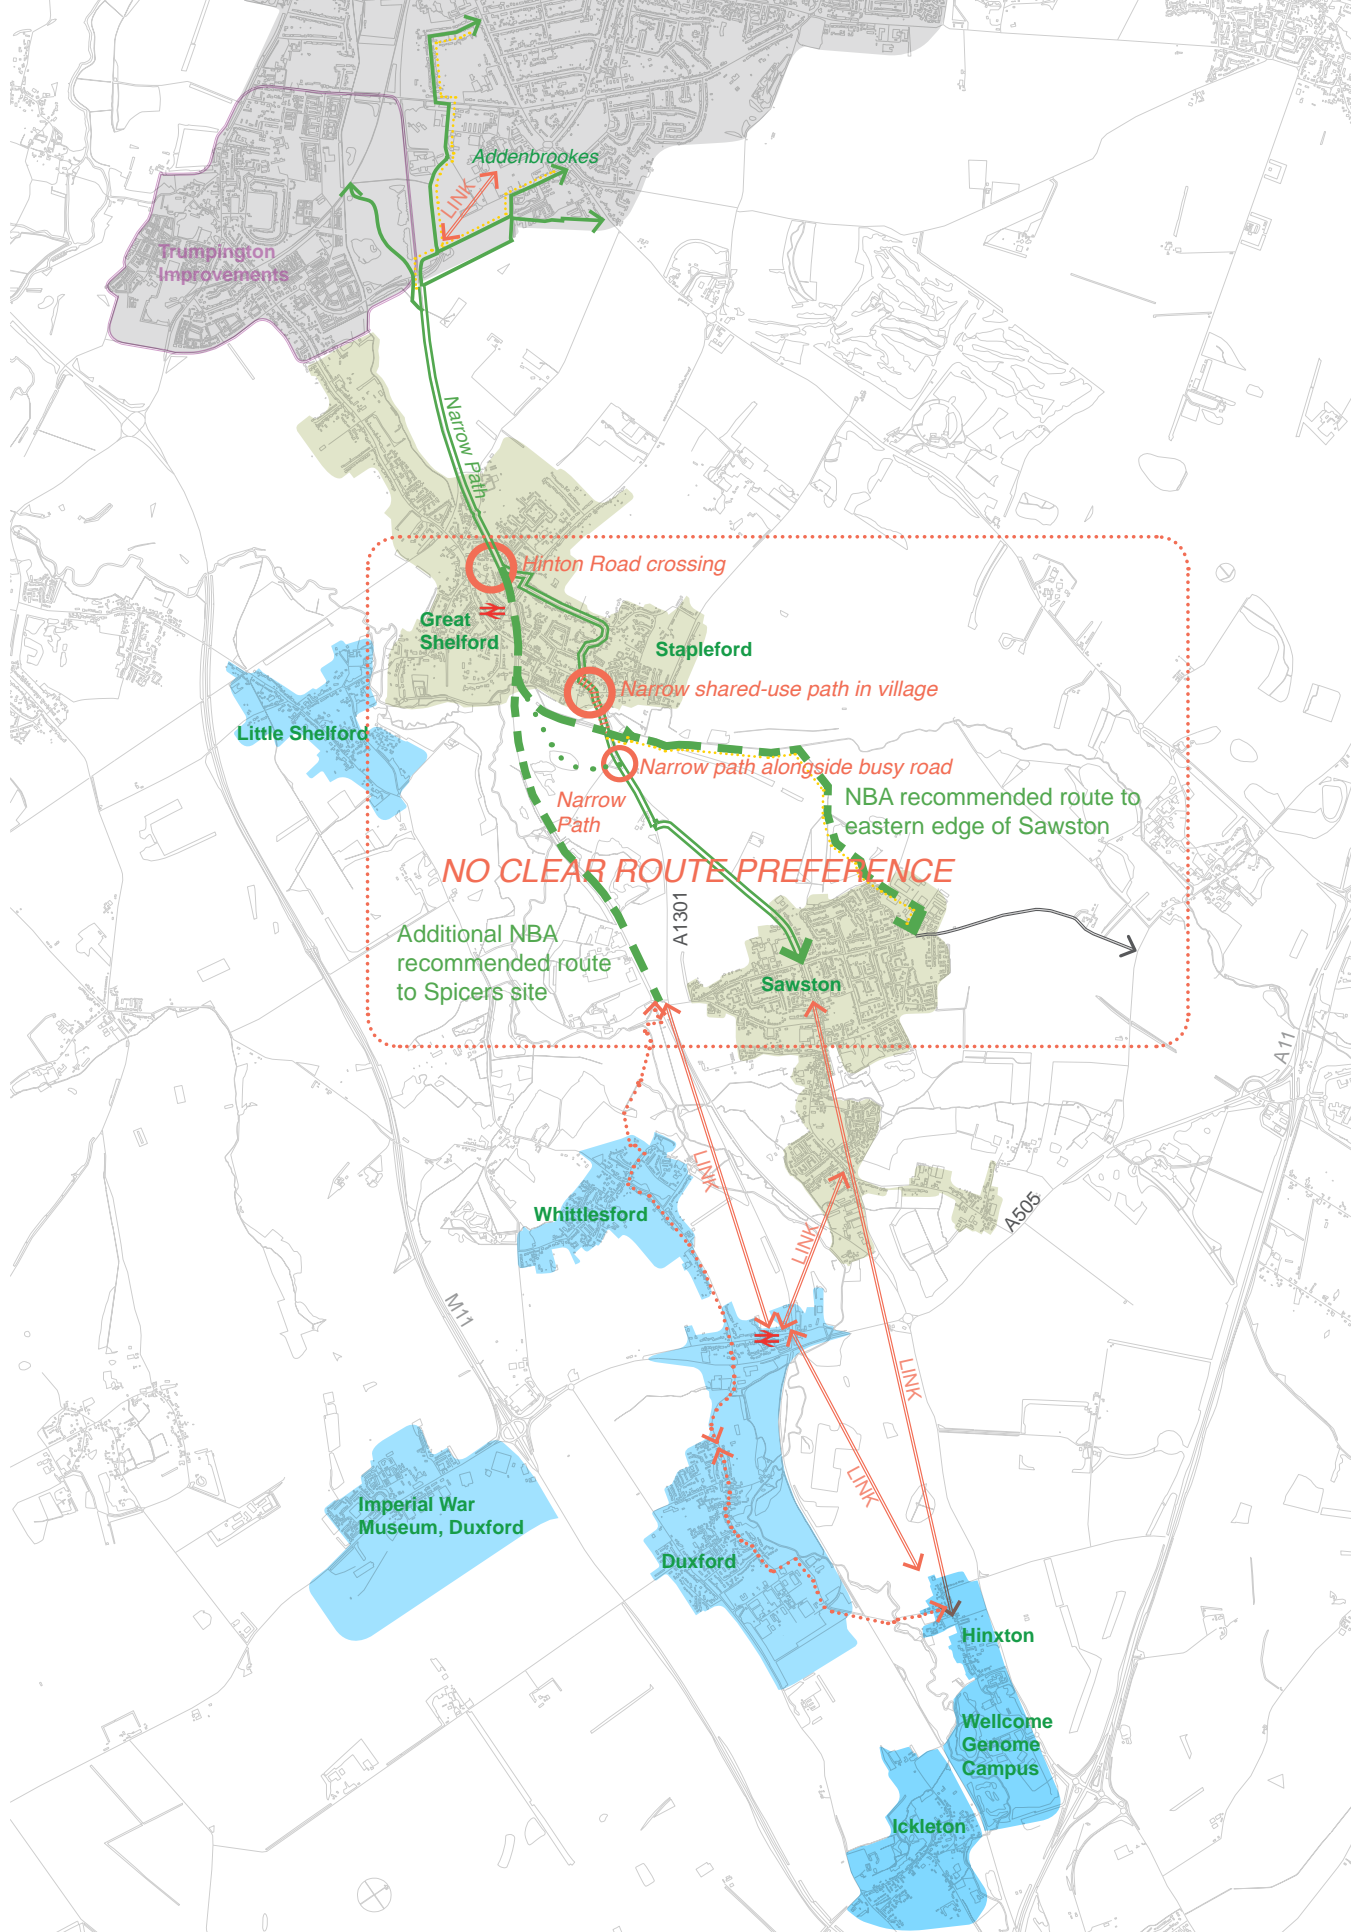 Addenbrookes
LINK
Trumpington
Improvements
Narrow Path
Hinton Road crossing
Great
Shelford
Stapleford
Narrow shared-use path in village
Little Shelford
Narrow path alongside busy road
Narrow
Path
NBA recommended route to
eastern edge of Sawston
NO CLEAR ROUTE PREFERENCE
A1301
Additional NBA
recommended route
to Spicers site
Sawston
A11
LINK
Whittlesford
A505
LINK
M11
LINK
LINK
Imperial War
Museum, Duxford
Duxford
Hinxton
Wellcome
Genome
Campus
Ickleton